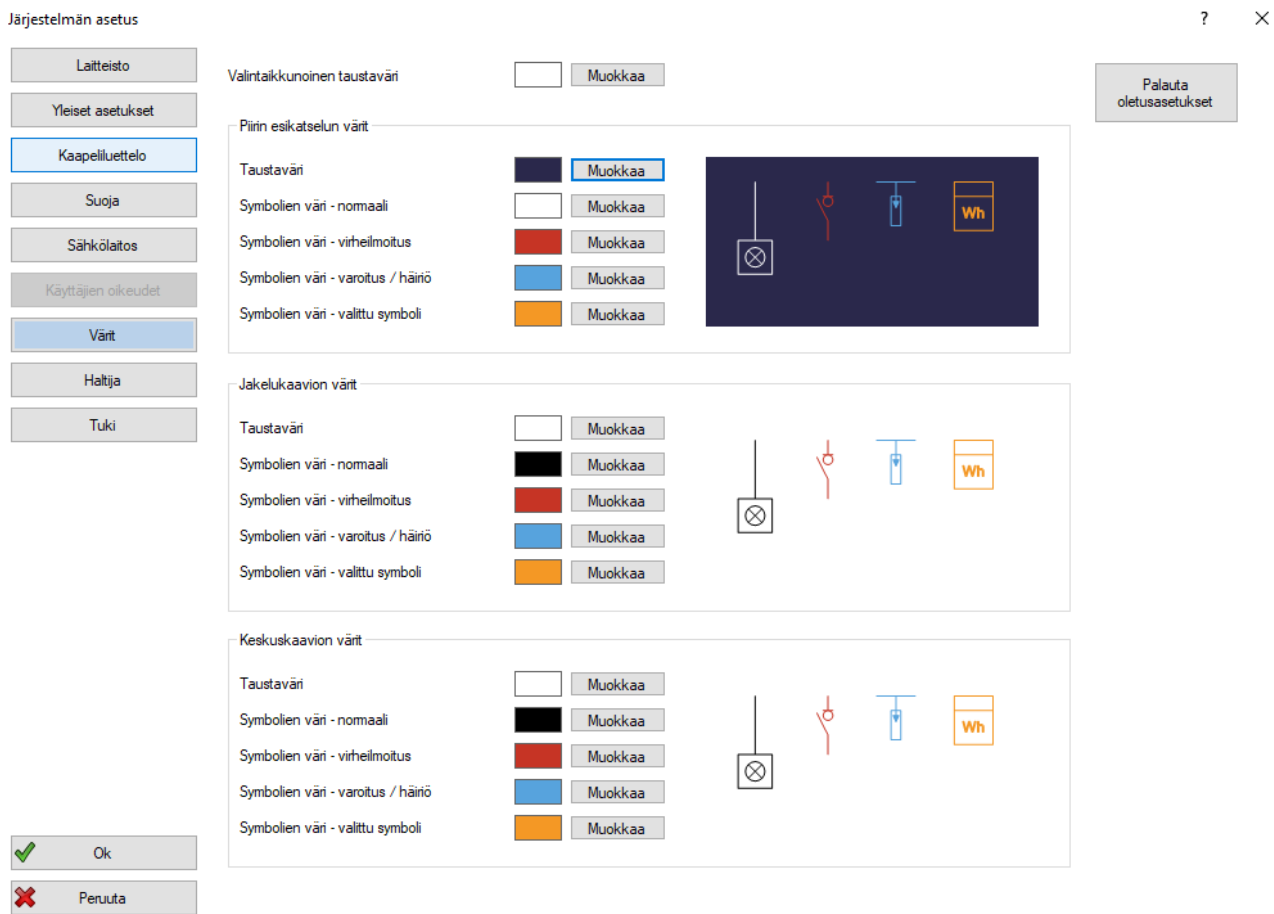 Järjestelmän asetus
?
Laitteisto
Yleiset asetukset
Kaapeliluettelo
Suoja
Sähkölaitos
Käyttäjien oikeudet
Värit
Haltija
Tuki
Ok
Peruuta
Valintaikkunoinen taustaväri
Muokkaa
Palauta
oletusasetukset
Piirin esikatselun värit
Taustaväri
Muokkaa
Symbolien väri - normaali
Muokkaa
Symbolien väri - virheilmoitus
Muokkaa
Symbolien väri - varoitus / häiriö
Muokkaa
Symbolien väri - valittu symboli
Muokkaa
Wh
Jakelukaavion värit
Taustaväri
Muokkaa
Symbolien väri - normaali
Muokkaa
Symbolien väri - virheilmoitus
Muokkaa
Symbolien väri - varoitus / häiriö
Muokkaa
Symbolien väri - valittu symboli
Muokkaa
Wh
Keskuskaavion värit
Taustaväri
Muokkaa
Symbolien väri - normaali
Muokkaa
Symbolien väri - virheilmoitus
Muokkaa
Symbolien väri - varoitus / häiriö
Muokkaa
Symbolien väri - valittu symboli
Muokkaa
Wh